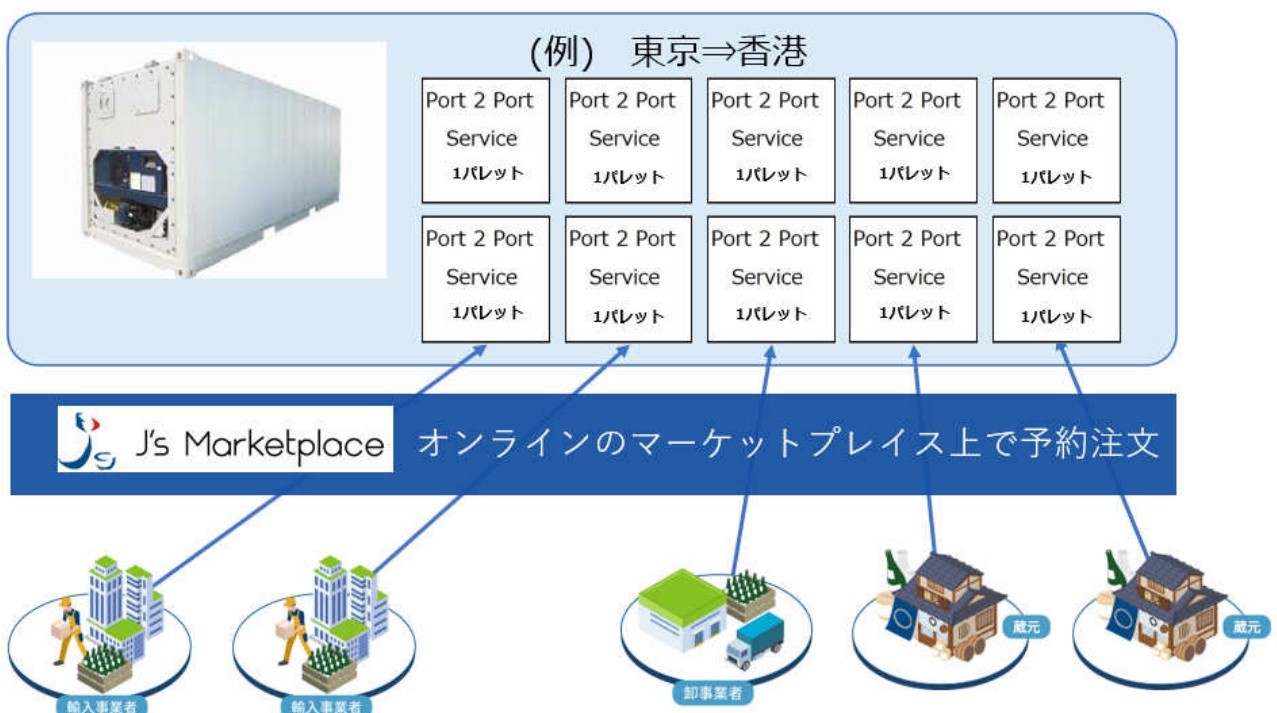 (例) 東京⇒香港
Port 2 Port
Service
1パレット
Port 2 Port
Service
1パレット
Port 2 Port
Service
1パレット
Port 2 Port
Service
1パレット
Port 2 Port
Service
1パレット
Port 2 Port
Service
1パレット
Port 2 Port
Service
1パレット
Port 2 Port
Service
1パレット
Port 2 Port
Service
1パレット
Port 2 Port
Service
1パレット
J's Marketplace オンラインのマーケットプレイス上で予約注文
輸入事業者
輸入事業者
卸事業者
蔵元
蔵元